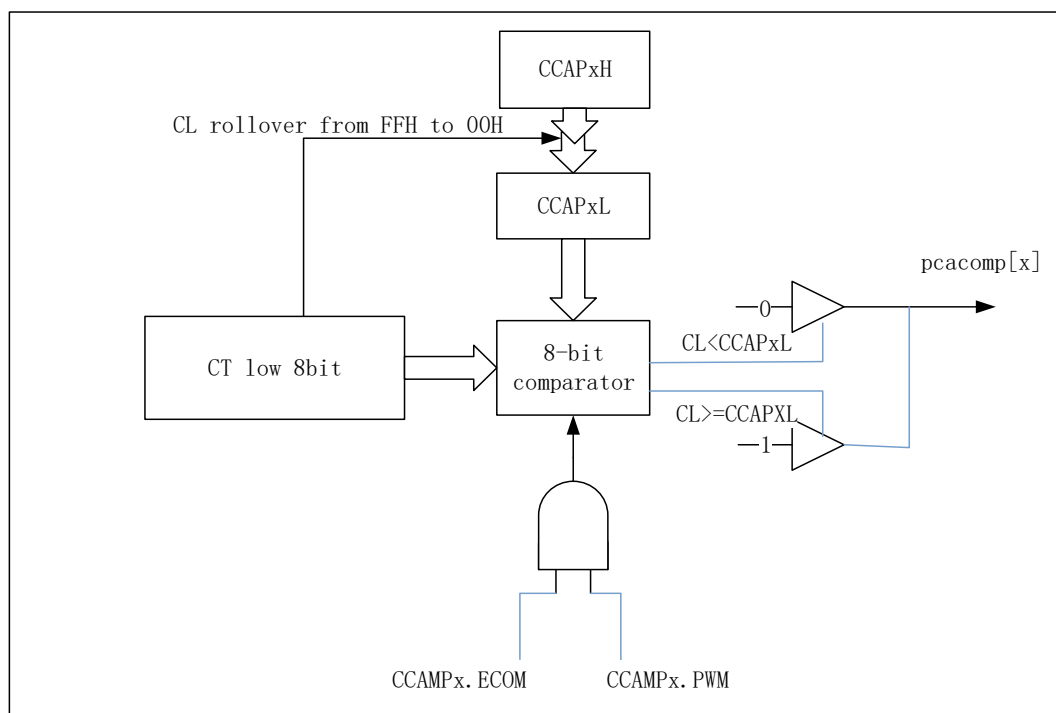 CCAPxH
CL rollover from FFH to 00H
CCAPxL
pcacomp[x]
0
CL<CCAPxL
CT low 8bit
8-bit
comparator
CL>=CCAPXL
1
CCAMPx.ECOM
CCAMPx.PWM